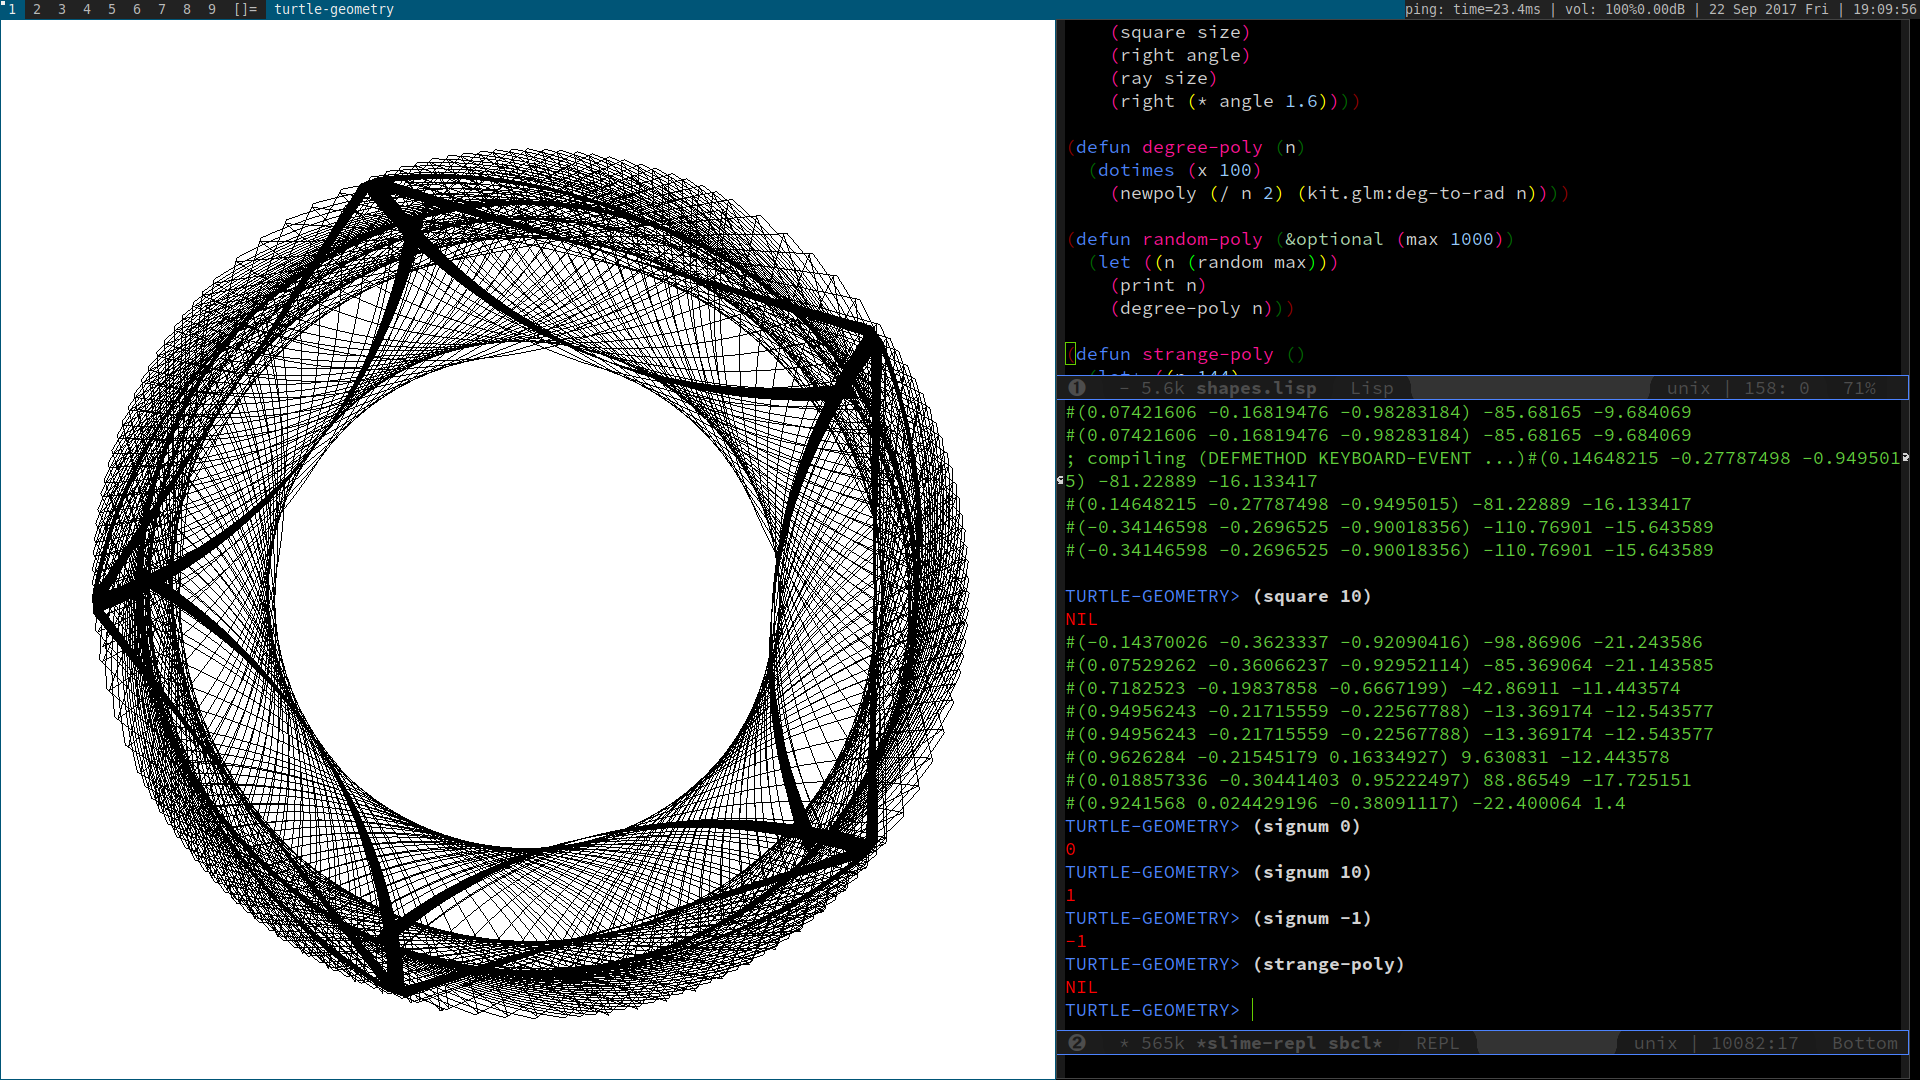 1 2 3 4 5 6 7 8 9 []= turtle-geometry ping: time=23.4ms | vol: 100%0.00dB | 22 Sep 2017 Fri | 19:09:56
(square size)
(right angle)
(ray size)
(right (* angle 1.6))))
(defun degree-poly (n)
(dotimes (x 100)
(newpoly (/ n 2) (kit.glm:deg-to-rad n))))
(defun random-poly (&optional (max 1000))
(let ((n (random max)))
(print n)
(degree-poly n)))
(defun strange-poly ()
(let* ((n 144)
1 - 5.6k shapes.lisp Lisp unix | 158: 0 71%
#(0.07421606 -0.16819476 -0.98283184) -85.68165 -9.684069
#(0.07421606 -0.16819476 -0.98283184) -85.68165 -9.684069
; compiling (DEFMETHOD KEYBOARD-EVENT ...)#(0.14648215 -0.27787498 -0.949501
5) -81.22889 -16.133417
#(0.14648215 -0.27787498 -0.9495015) -81.22889 -16.133417
#(-0.34146598 -0.2696525 -0.90018356) -110.76901 -15.643589
#(-0.34146598 -0.2696525 -0.90018356) -110.76901 -15.643589
TURTLE-GEOMETRY> (square 10)
NIL
#(-0.14370026 -0.3623337 -0.92090416) -98.86906 -21.243586
#(0.07529262 -0.36066237 -0.92952114) -85.369064 -21.143585
#(0.7182523 -0.19837858 -0.6667199) -42.86911 -11.443574
#(0.94956243 -0.21715559 -0.22567788) -13.369174 -12.543577
#(0.94956243 -0.21715559 -0.22567788) -13.369174 -12.543577
#(0.9626284 -0.21545179 0.16334927) 9.630831 -12.443578
#(0.018857336 -0.30441403 0.95222497) 88.86549 -17.725151
#(0.9241568 0.024429196 -0.38091117) -22.400064 1.4
TURTLE-GEOMETRY> (signum 0)
0
TURTLE-GEOMETRY> (signum 10)
1
TURTLE-GEOMETRY> (signum -1)
-1
TURTLE-GEOMETRY> (strange-poly)
NIL
TURTLE-GEOMETRY>
2 * 565k *slime-repl sbcl* REPL unix | 10082:17 Bottom